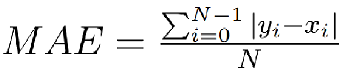 MAE = \frac{\sum_{i=0}^{N-1} |y_i - x_i|}{N}